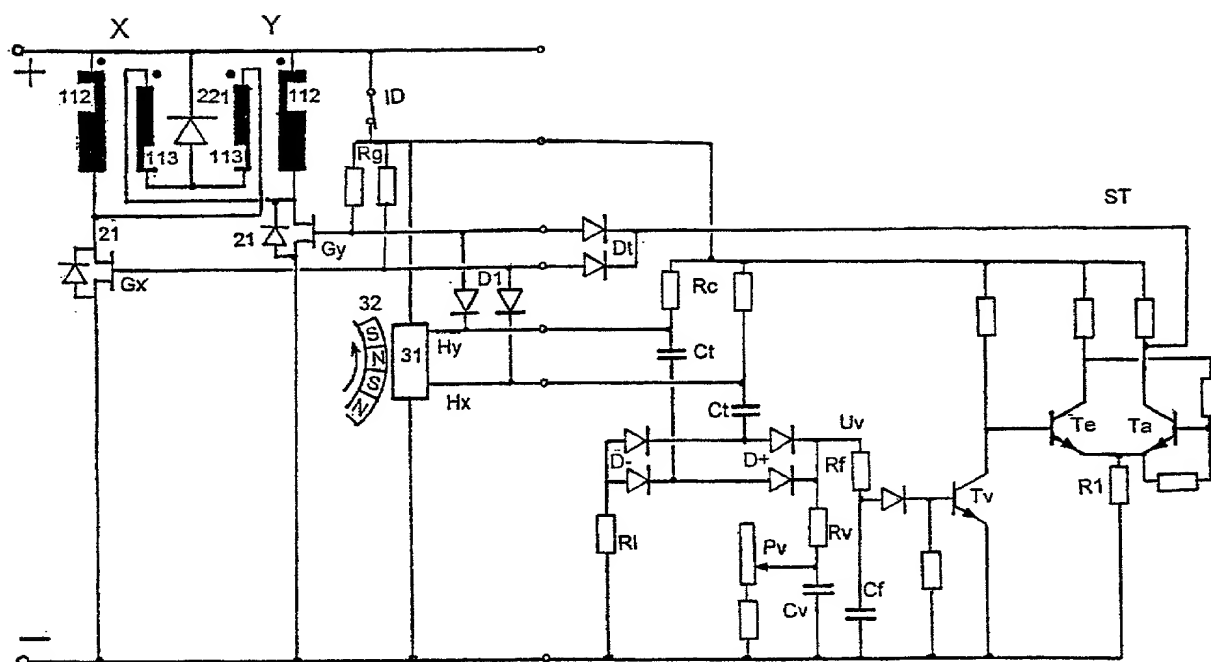 X Y
+
112 221 112 ID
113 113 Rg
ST
21 21 Gy Dt
Gx D1 Rc
32
S N S N 31 Hy Ct
Hx Ct
Uv Te Ta
D- D+ Rf
Tv R1
Rl Pv Rv
Cv Cf
−